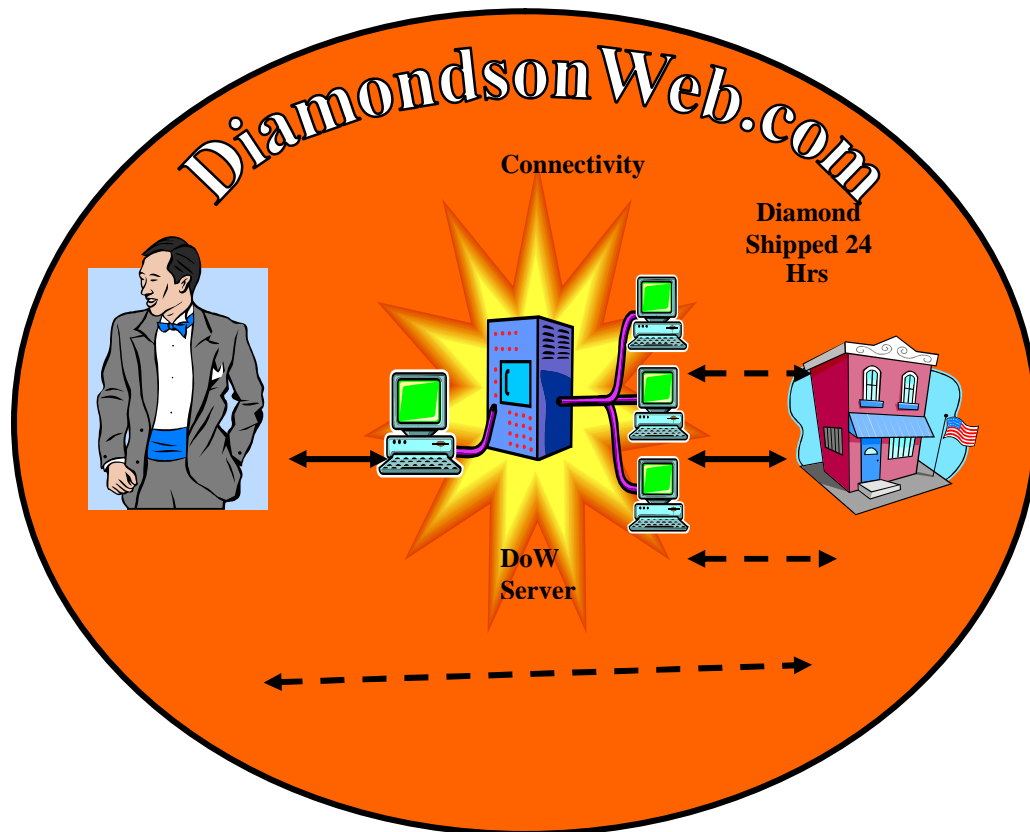 DiamondsonWeb.com
Connectivity
Diamond
Shipped 24
Hrs
DoW
Server